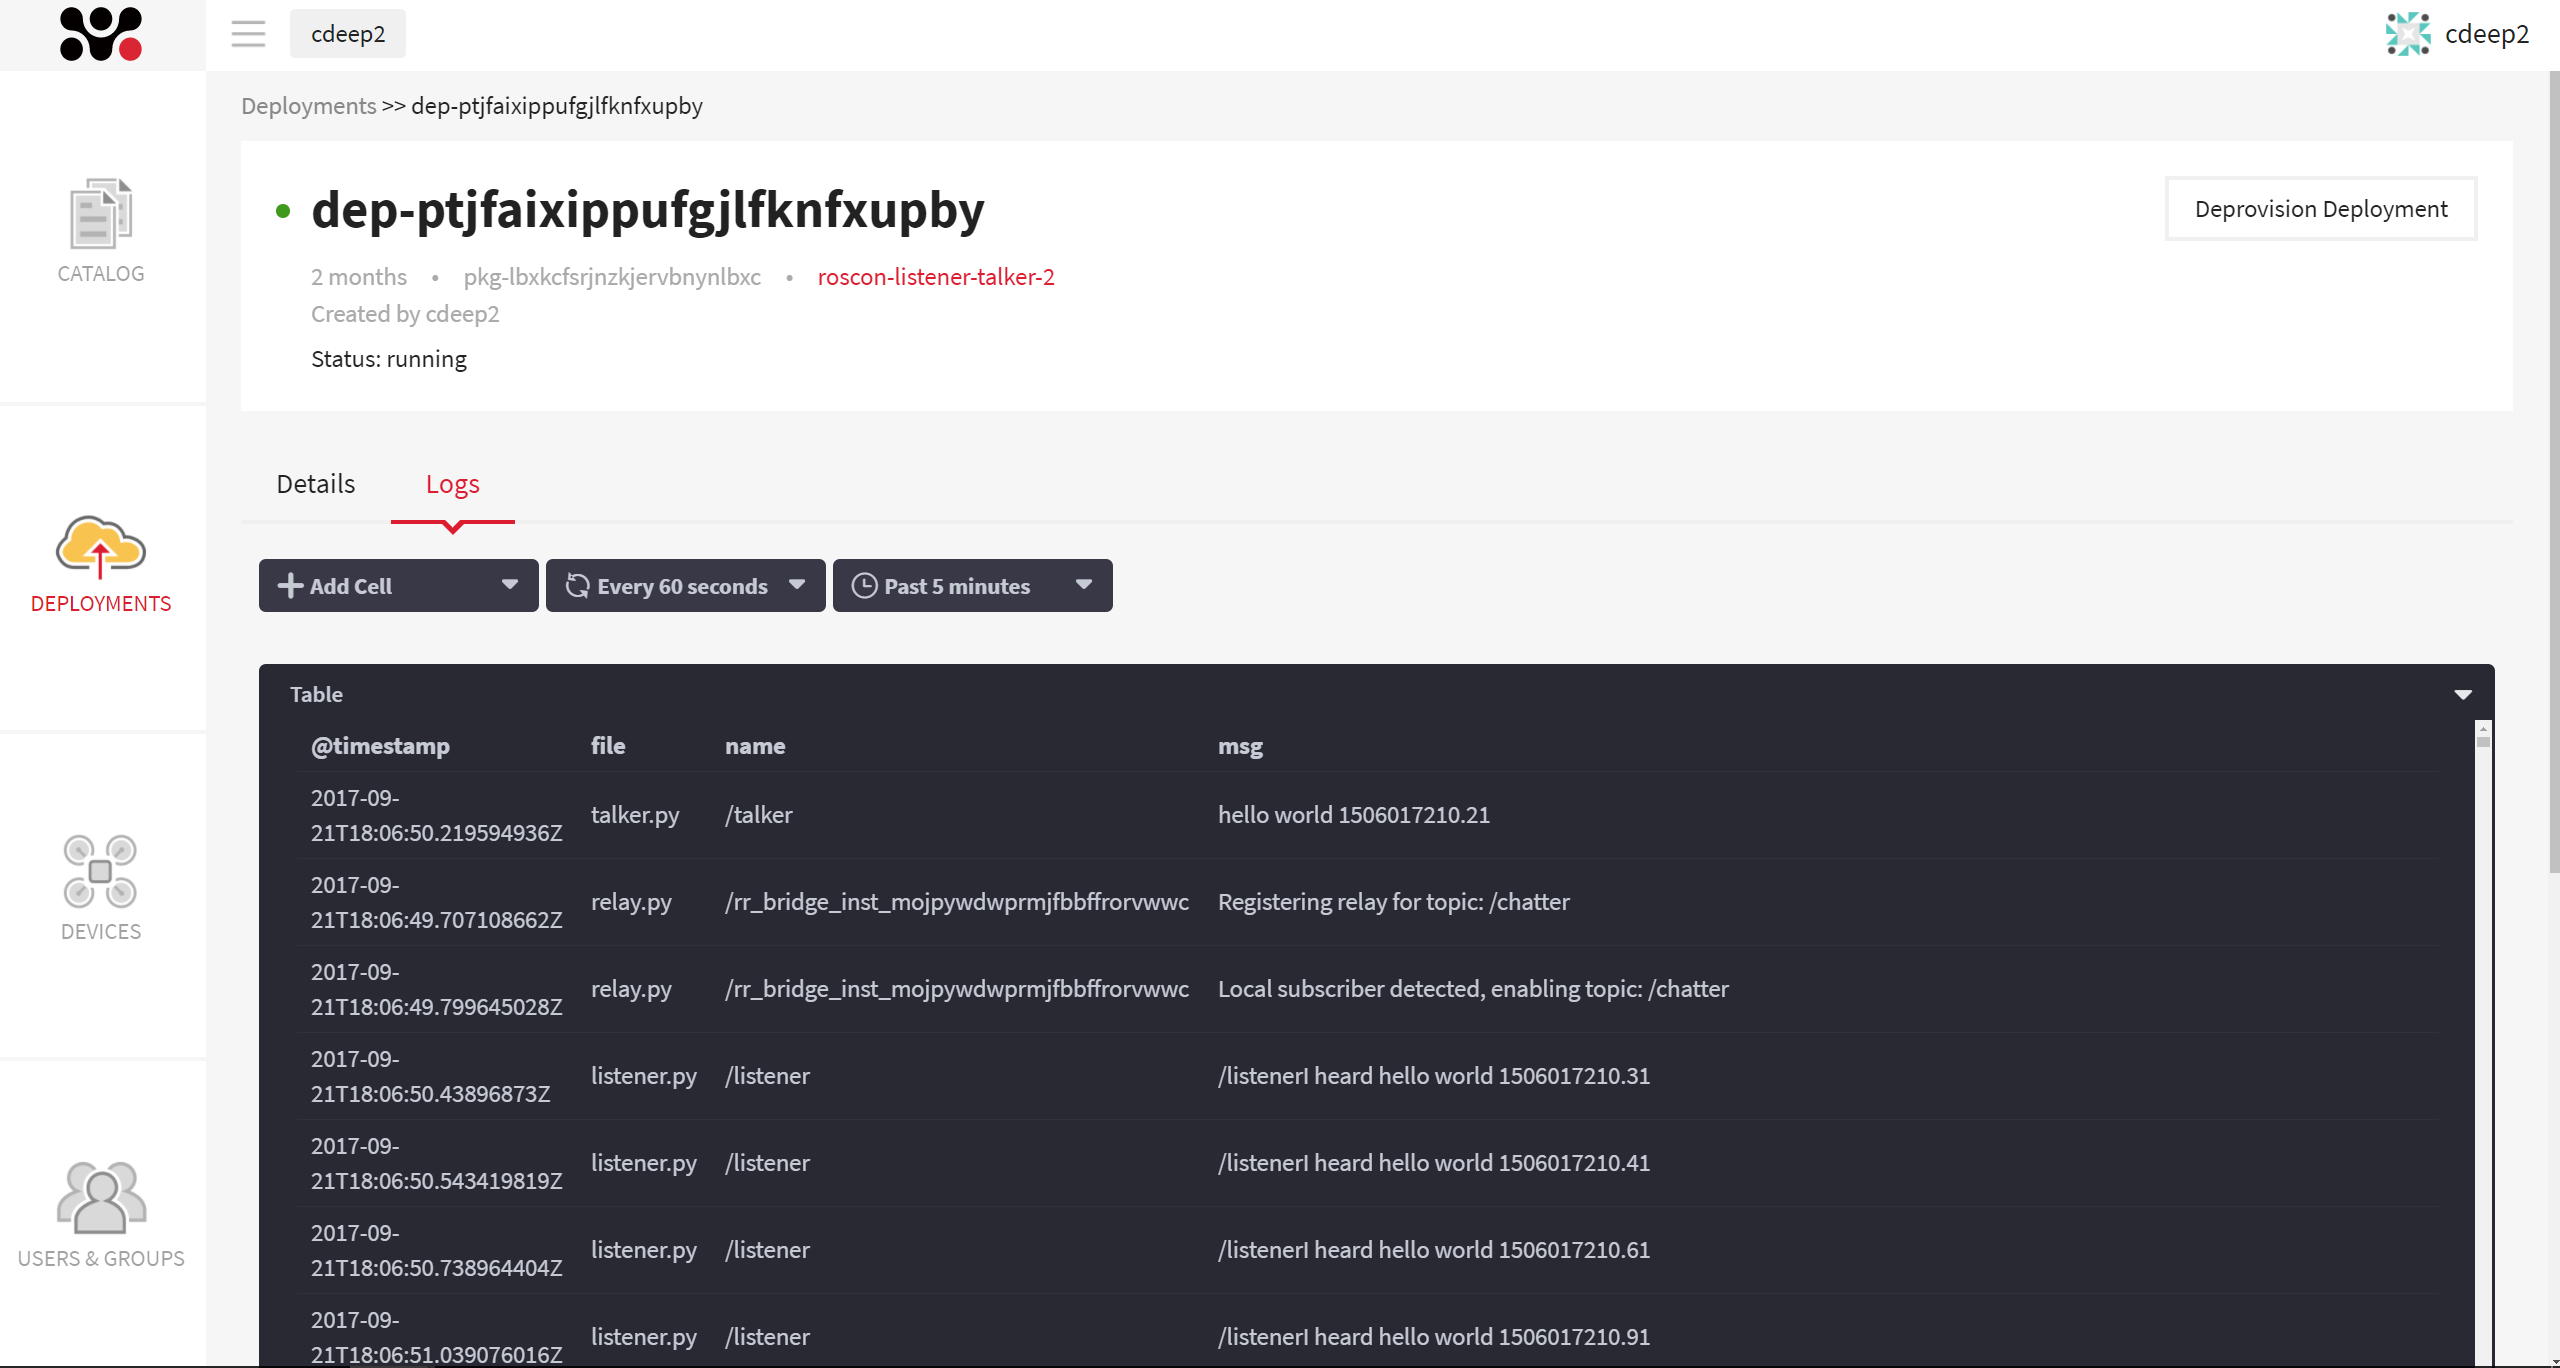 cdeep2
cdeep2
Deployments >> dep-ptjfaixippufgjlfknfxupby
dep-ptjfaixippufgjlfknfxupby
Deprovision Deployment
2 months • pkg-lbxkcfsrjnzkjervbnynlbxc • roscon-listener-talker-2
Created by cdeep2
Status: running
CATALOG
DEPLOYMENTS
DEVICES
USERS & GROUPS
Details Logs
Add Cell Every 60 seconds Past 5 minutes
Table
@timestamp file name msg
2017-09-
21T18:06:50.219594936Z talker.py /talker hello world 1506017210.21
2017-09-
21T18:06:49.707108662Z relay.py /rr_bridge_inst_mojpywdwprmjfbbffrorvwwc Registering relay for topic: /chatter
2017-09-
21T18:06:49.799645028Z relay.py /rr_bridge_inst_mojpywdwprmjfbbffrorvwwc Local subscriber detected, enabling topic: /chatter
2017-09-
21T18:06:50.43896873Z listener.py /listener /listenerI heard hello world 1506017210.31
2017-09-
21T18:06:50.543419819Z listener.py /listener /listenerI heard hello world 1506017210.41
2017-09-
21T18:06:50.738964404Z listener.py /listener /listenerI heard hello world 1506017210.61
2017-09-
21T18:06:51.039076016Z listener.py /listener /listenerI heard hello world 1506017210.91